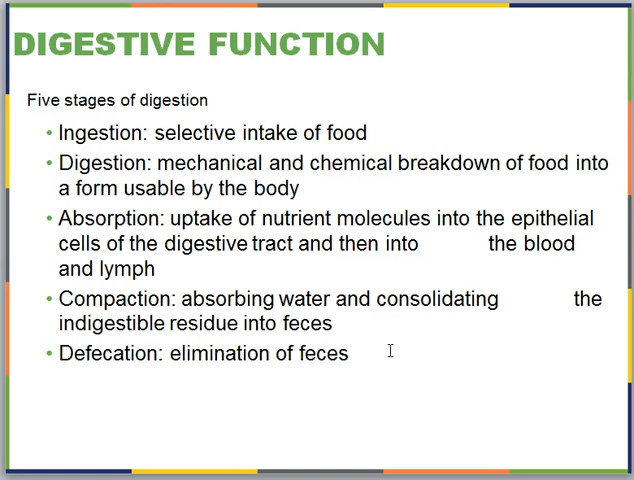 DIGESTIVE FUNCTION
Five stages of digestion
• Ingestion: selective intake of food
• Digestion: mechanical and chemical breakdown of food into
a form usable by the body
• Absorption: uptake of nutrient molecules into the epithelial
cells of the digestive tract and then into the blood
and lymph
• Compaction: absorbing water and consolidating the
indigestible residue into feces
• Defecation: elimination of feces